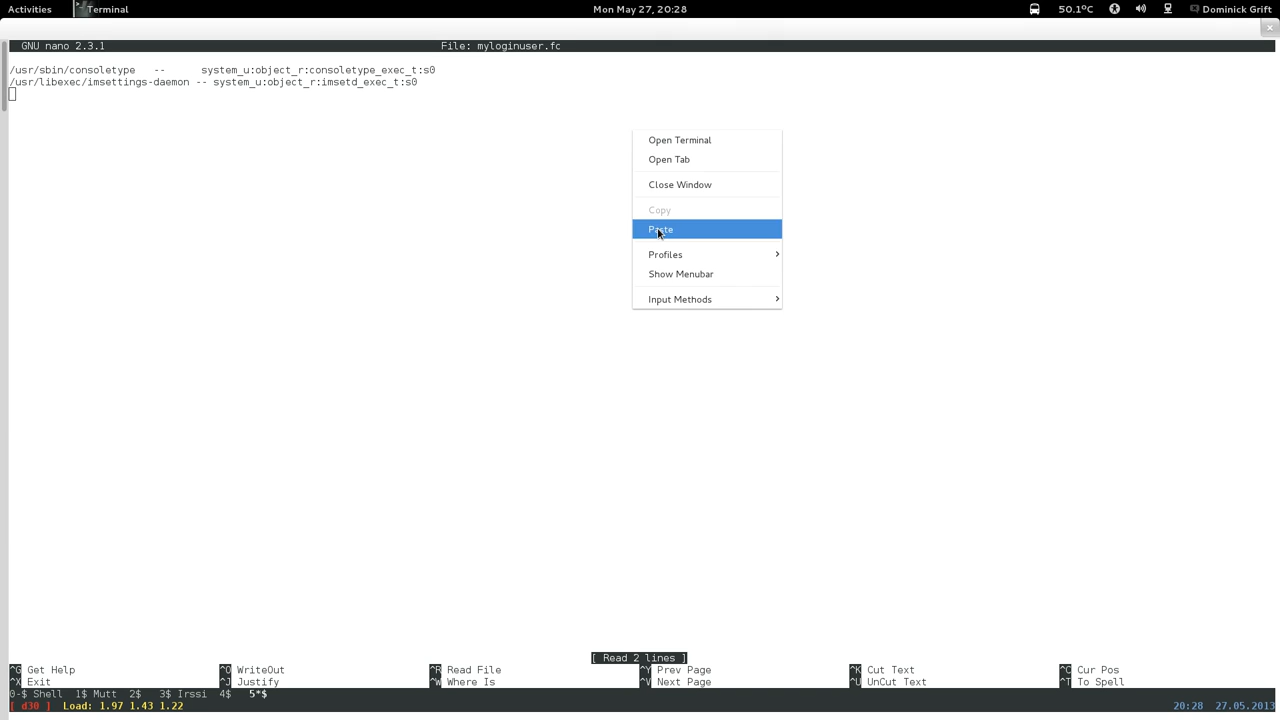 Activities Terminal Mon May 27, 20:28 50.1°C Dominick Grift
GNU nano 2.3.1 File: myloginuser.fc
/usr/sbin/consoletype -- system_u:object_r:consoletype_exec_t:s0
/usr/libexec/imsettings-daemon -- system_u:object_r:imsetd_exec_t:s0
Open Terminal
Open Tab
Close Window
Copy
Paste
Profiles
Show Menubar
Input Methods
[ Read 2 lines ]
^G Get Help ^O WriteOut ^R Read File ^Y Prev Page ^K Cut Text ^C Cur Pos
^X Exit ^J Justify ^W Where Is ^V Next Page ^U UnCut Text ^T To Spell
0-$ Shell 1$ Mutt 2$ 3$ Irssi 4$ 5*$
[ d30 ] Load: 1.97 1.43 1.22 20:28 27.05.2013